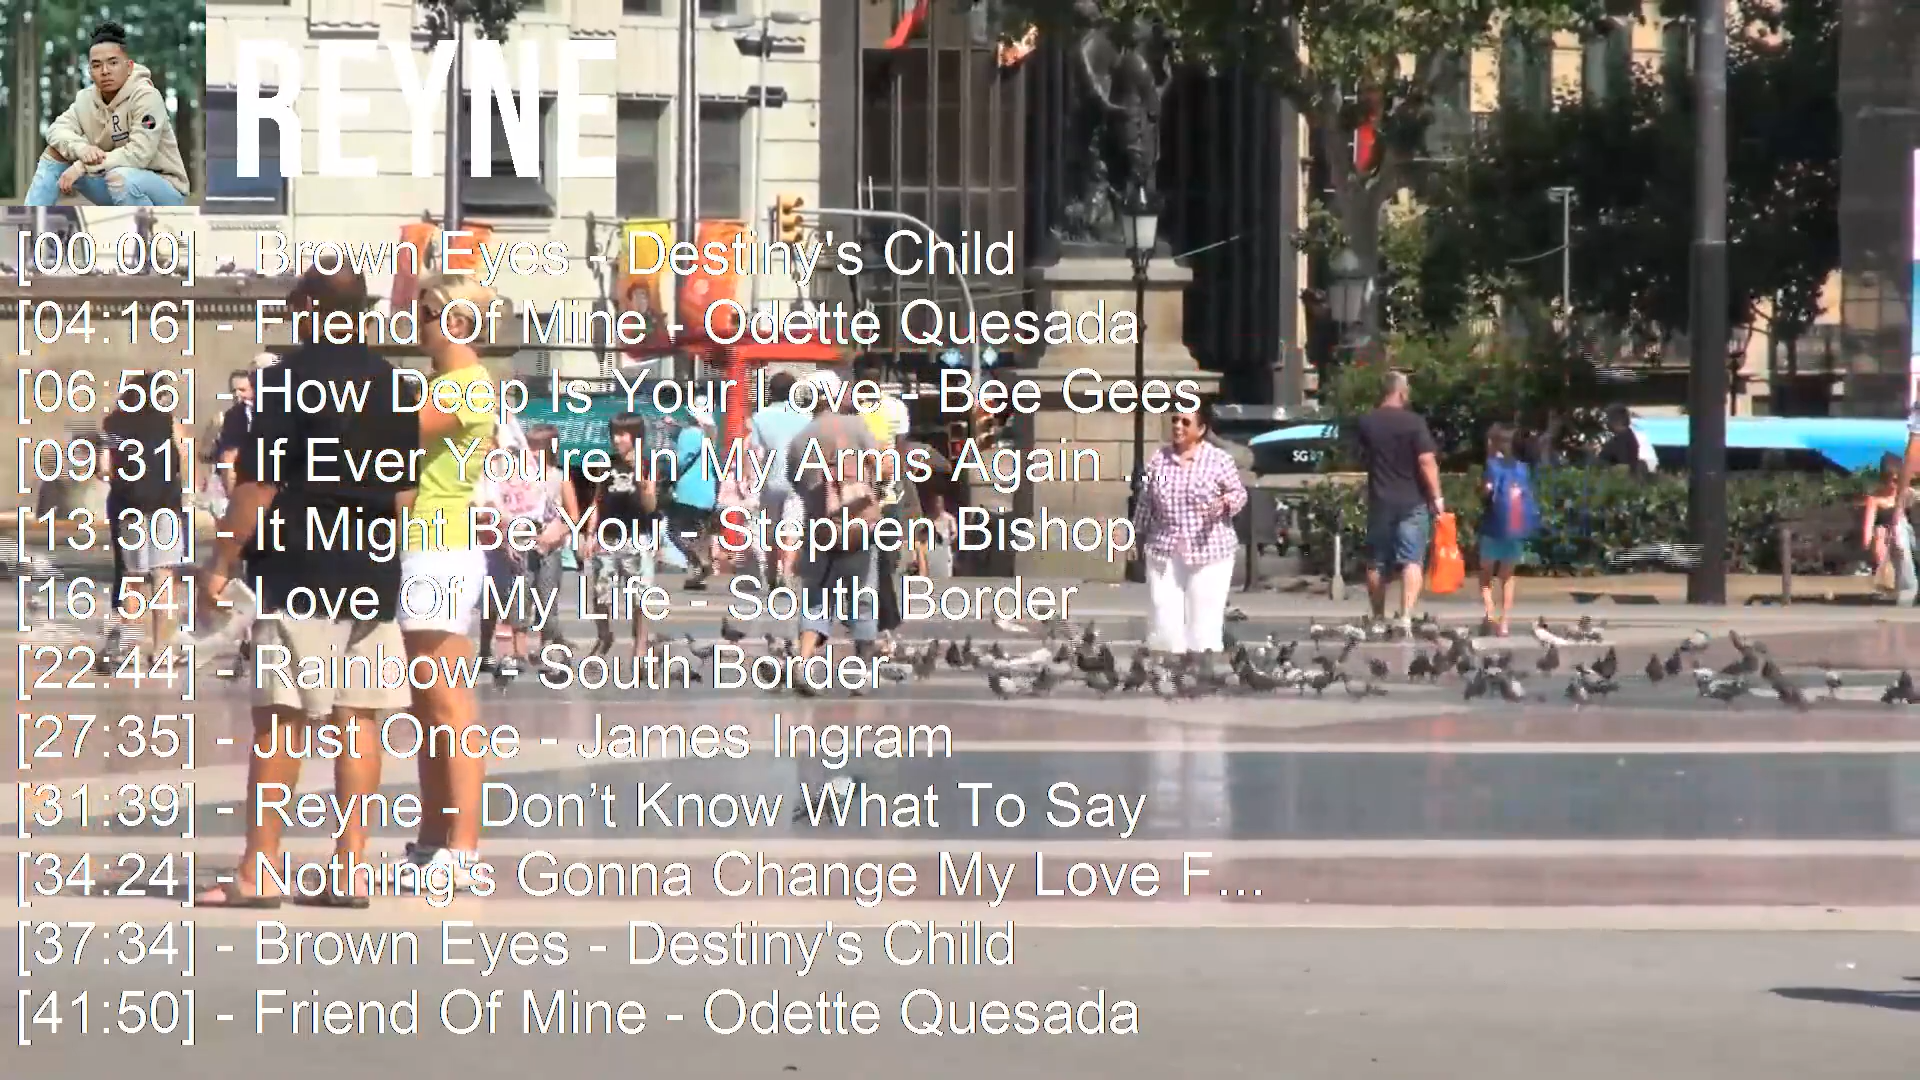 REYNE
[00:00] - Brown Eyes - Destiny's Child
[04:16] - Friend Of Mine - Odette Quesada
[06:56] - How Deep Is Your Love - Bee Gees
[09:31] - If Ever You're In My Arms Again ...
[13:30] - It Might Be You - Stephen Bishop
[16:54] - Love Of My Life - South Border
[22:44] - Rainbow - South Border
[27:35] - Just Once - James Ingram
[31:39] - Reyne - Don’t Know What To Say
[34:24] - Nothing's Gonna Change My Love F...
[37:34] - Brown Eyes - Destiny's Child
[41:50] - Friend Of Mine - Odette Quesada